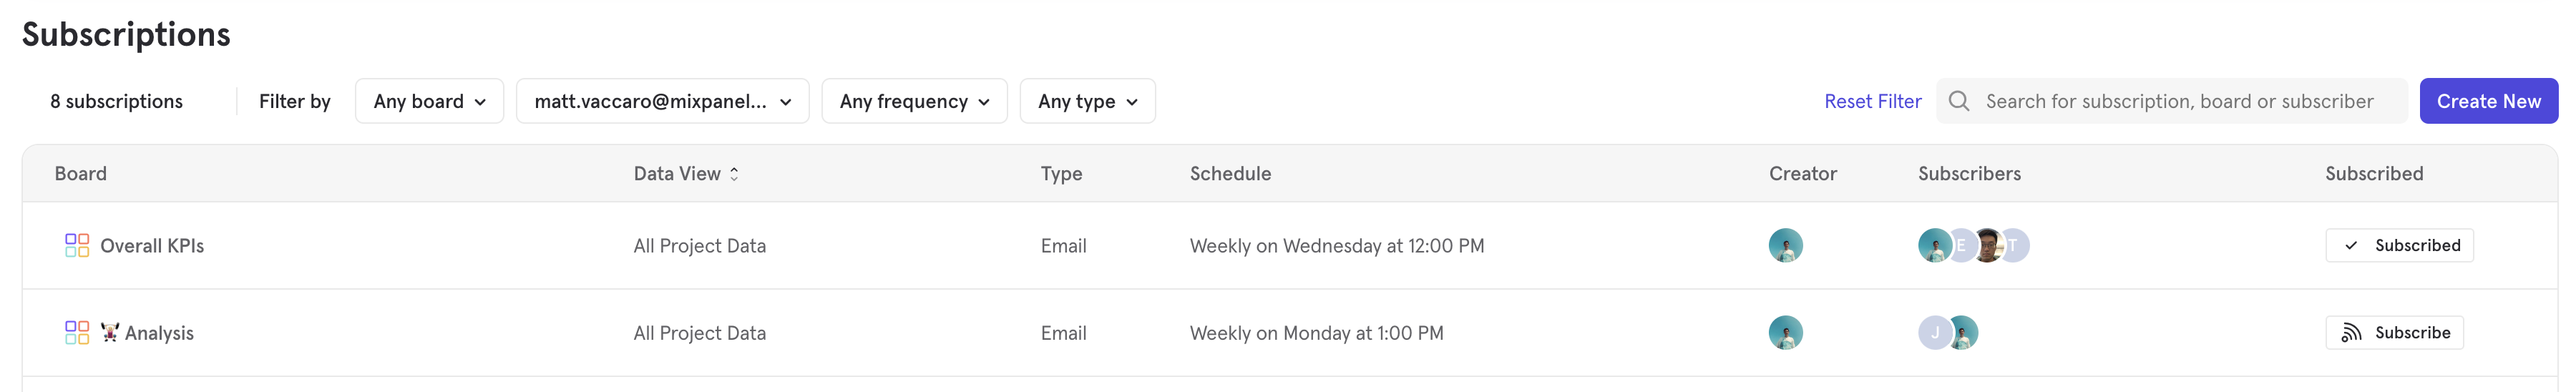 Subscriptions
8 subscriptions Filter by Any board matt.vaccaro@mixpanel... Any frequency Any type Reset Filter Search for subscription, board or subscriber Create New
Board Data View Type Schedule Creator Subscribers Subscribed
Overall KPIs All Project Data Email Weekly on Wednesday at 12:00 PM E T Subscribed
Analysis All Project Data Email Weekly on Monday at 1:00 PM J Subscribe